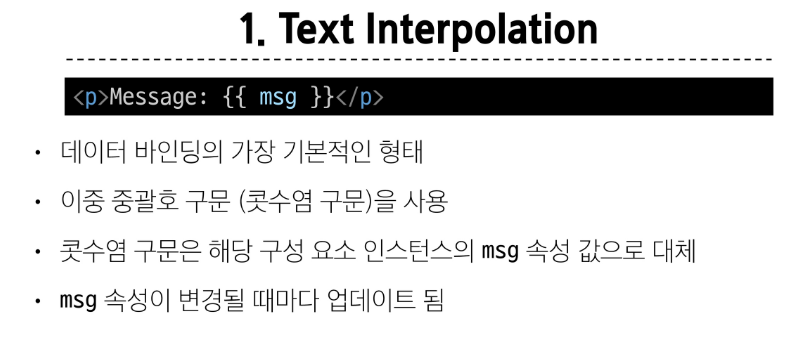 1. Text Interpolation
<p>Message: {{ msg }}</p>
• 데이터 바인딩의 가장 기본적인 형태
• 이중 중괄호 구문 (콧수염 구문)을 사용
• 콧수염 구문은 해당 구성 요소 인스턴스의 msg 속성 값으로 대체
• msg 속성이 변경될 때마다 업데이트 됨